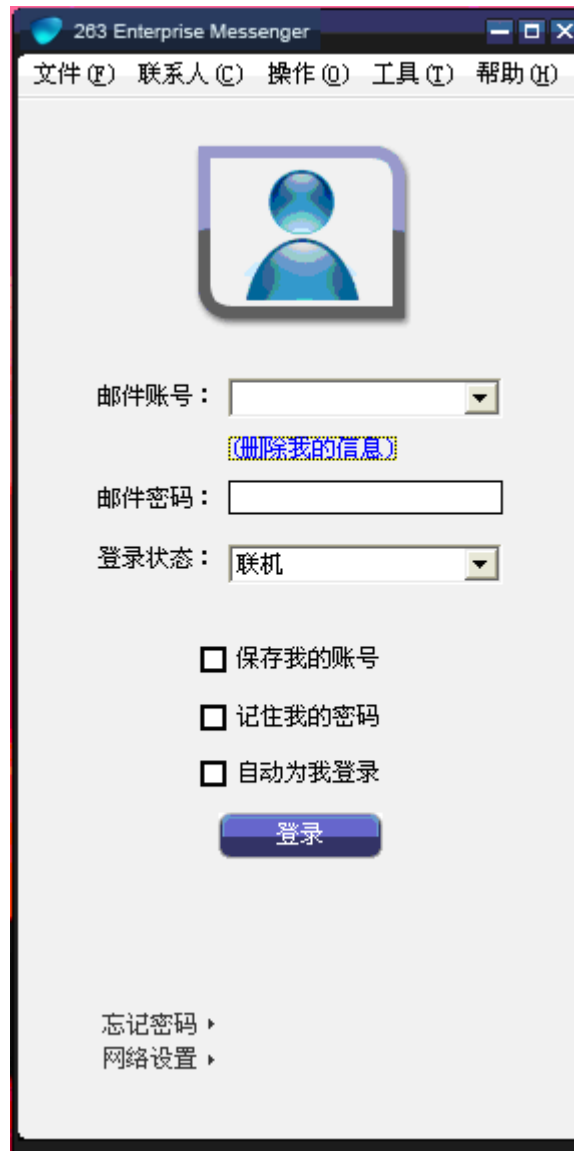 263 Enterprise Messenger
文件(F) 联系人(C) 操作(O) 工具(T) 帮助(H)
邮件账号：
(删除我的信息)
邮件密码：
登录状态： 联机
保存我的账号
记住我的密码
自动为我登录
登录
忘记密码
网络设置